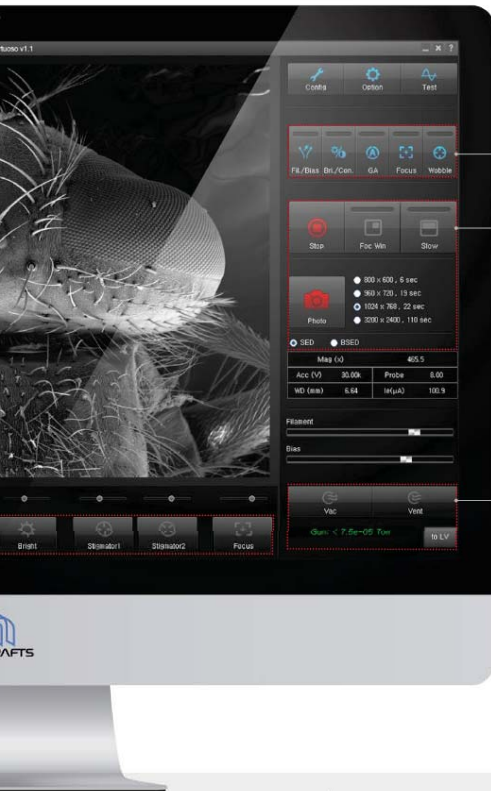 tuoso v1.1
Config Option Test
Fil./Bias Bri./Con. GA Focus Wobble
Stop Foc Win Slow
800 x 600 , 6 sec
960 x 720 , 19 sec
1024 x 768 , 22 sec
3200 x 2400 , 110 sec
Photo
SED BSED
Mag (x) 465.5
Acc (V) 30.00k Probe 8.00
WD (mm) 6.64 Ie(μA) 100.9
Filament
Bias
Vac Vent
Gun: < 7.5e-05 Torr to LV
Bright Stigmator1 Stigmator2 Focus
RAFTS